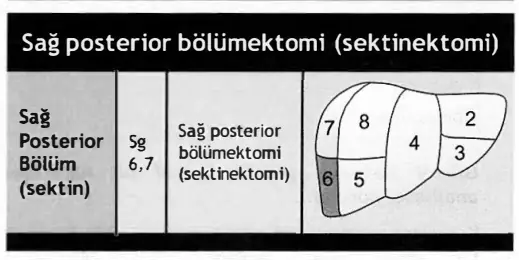 Sağ posterior bölümektomi (sektinektomi)
Sağ
Posterior
Bölüm
(sektin)
Sg
6,7
Sağ posterior
bölümektomi
(sektinektomi)
7
8
4
2
3
6
5